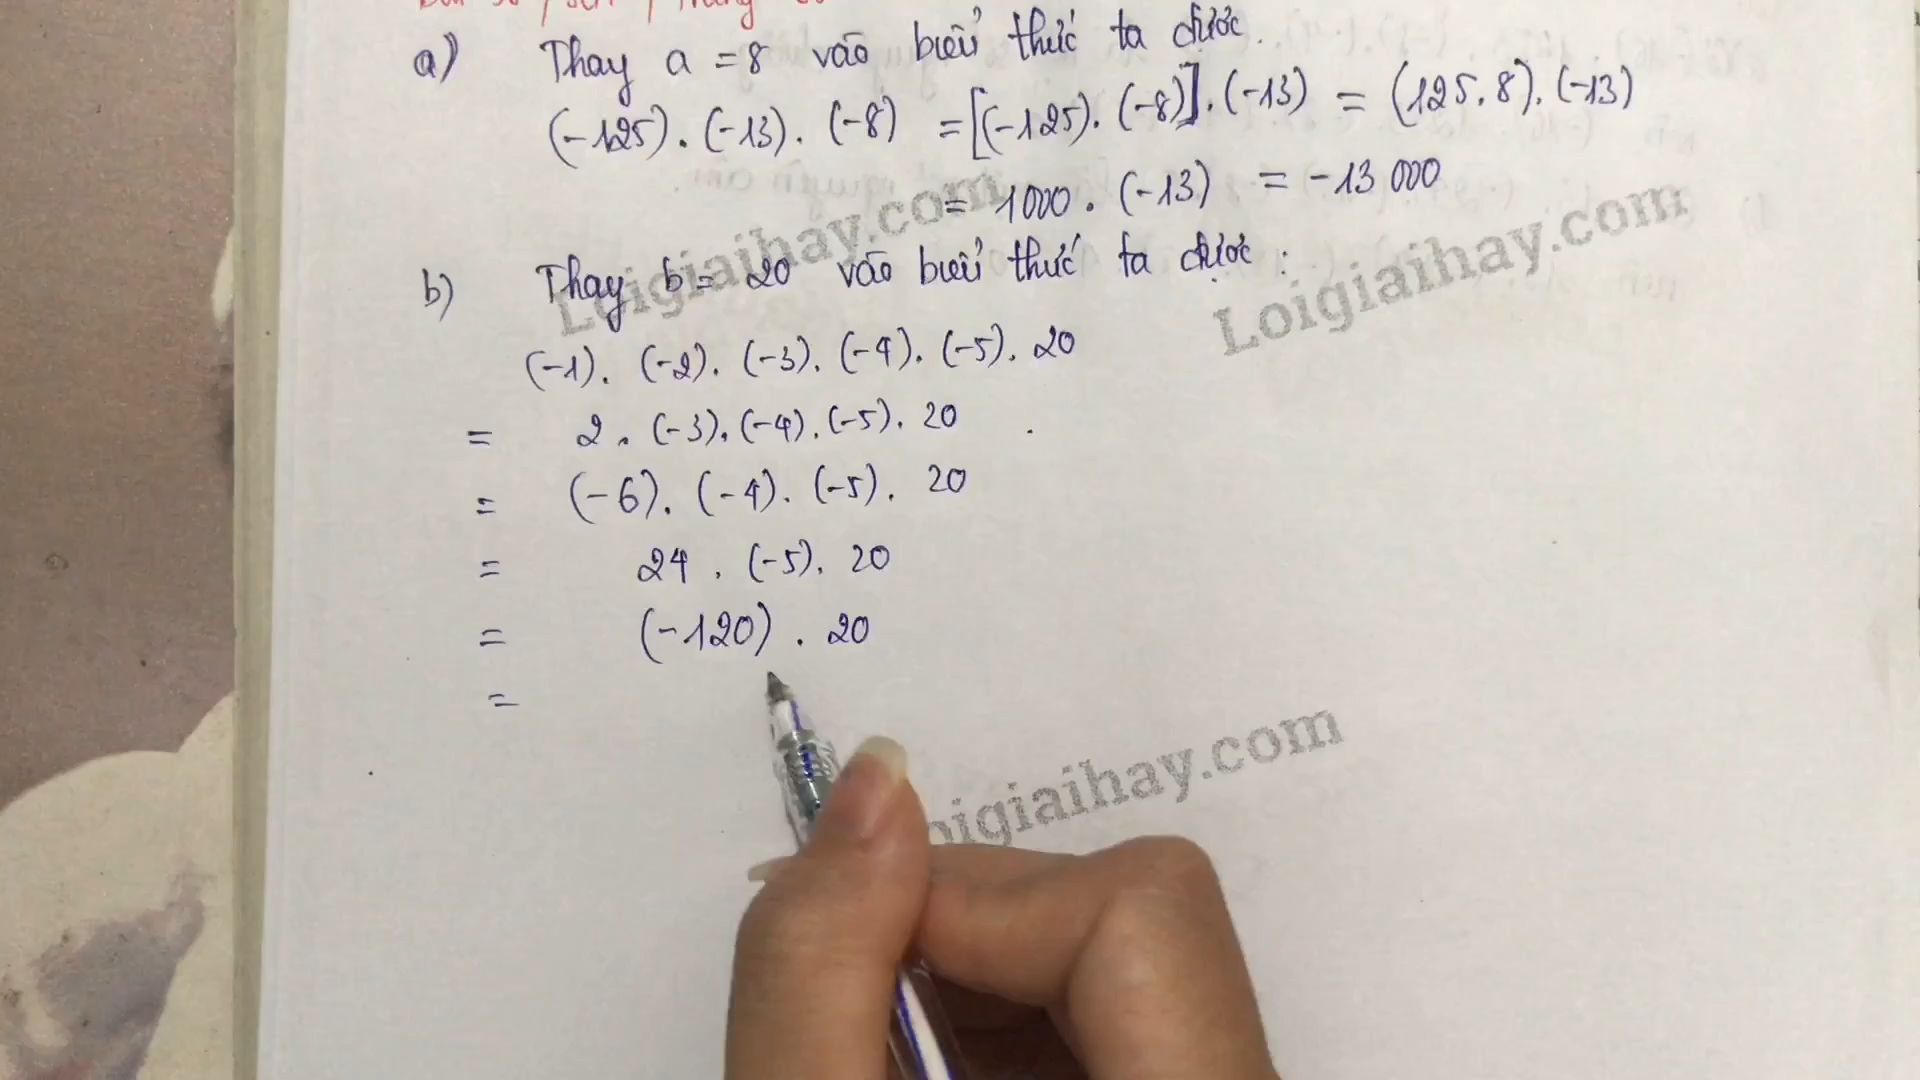 a) Thay a = 8 vào biểu thức ta được.
(-125) . (-13) . (-8) = [(-125) . (-8)] . (-13) = (125 . 8) . (-13)
= 1000 . (-13) = -13 000
b) Thay b = 20 vào biểu thức ta được :
(-1) . (-2) . (-3) . (-4) . (-5) . 20
= 2 . (-3) . (-4) . (-5) . 20
= (-6) . (-4) . (-5) . 20
= 24 . (-5) . 20
= (-120) . 20
=
Loigiaihay.com
Loigiaihay.com
oigiaihay.com